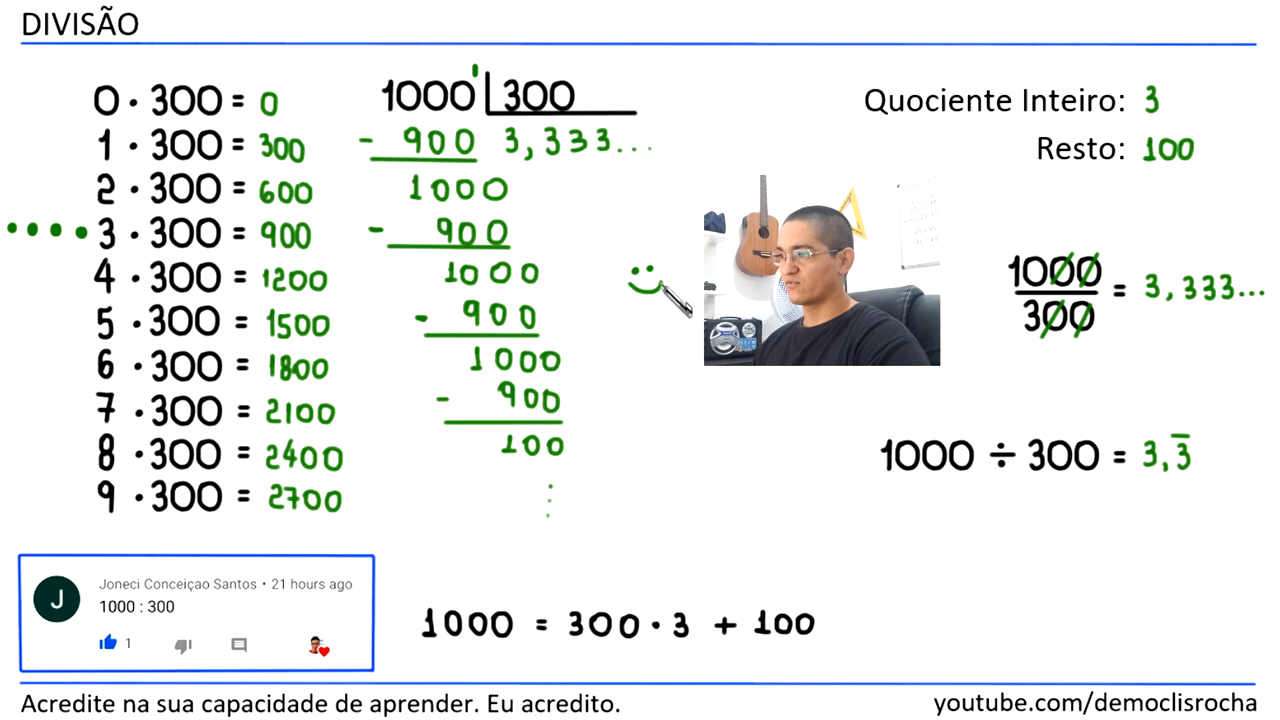 DIVISÃO
0 · 300 = 0
1 · 300 = 300
2 · 300 = 600
3 · 300 = 900
4 · 300 = 1200
5 · 300 = 1500
6 · 300 = 1800
7 · 300 = 2100
8 · 300 = 2400
9 · 300 = 2700
1000' 300
- 900 3,333...
1000
- 900
1000
- 900
1000
- 900
100
Quociente Inteiro: 3
Resto: 100
1000
300
= 3,333...
1000 ÷ 300 = 3,3̅
J
Joneci Conceiçao Santos • 21 hours ago
1000 : 300
1
1000 = 300 · 3 + 100
Acredite na sua capacidade de aprender. Eu acredito.
youtube.com/democlisrocha